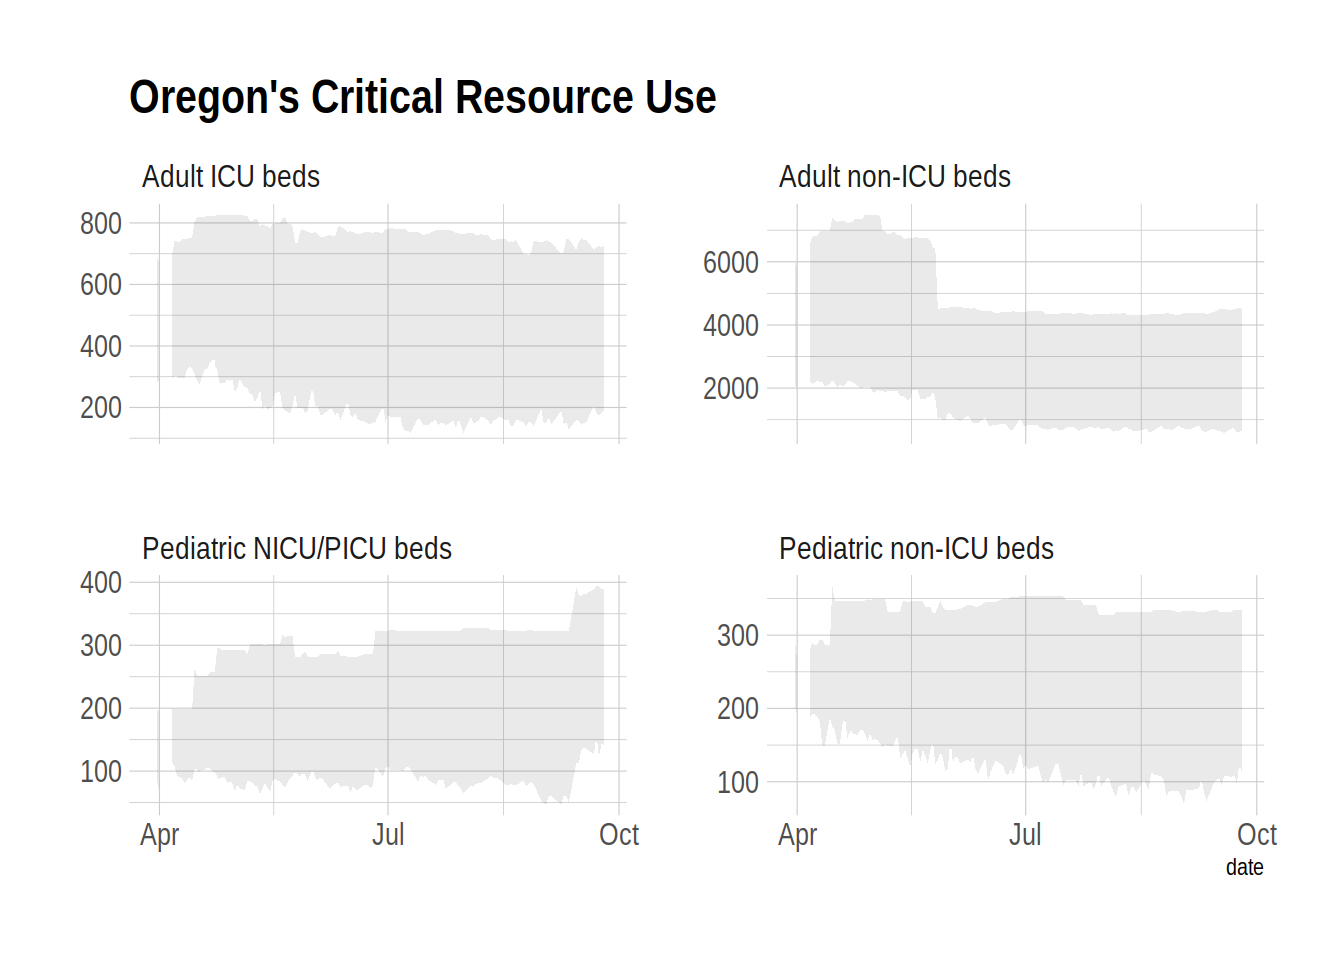 Oregon's Critical Resource Use
Adult ICU beds
800
600
400
200
Adult non-ICU beds
6000
4000
2000
Pediatric NICU/PICU beds
400
300
200
100
Apr Jul Oct
Pediatric non-ICU beds
300
200
100
Apr Jul Oct
date